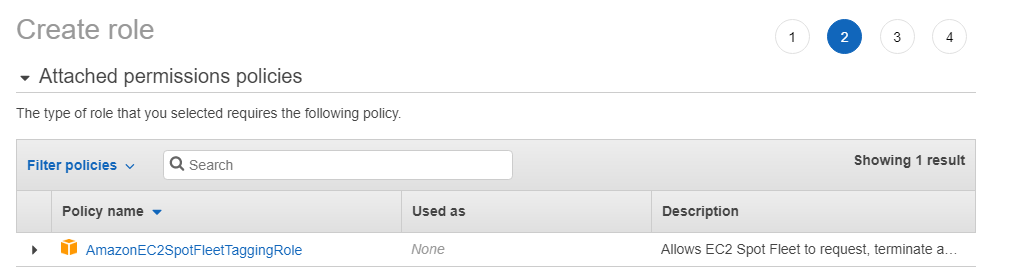 Create role
1 2 3 4
Attached permissions policies
The type of role that you selected requires the following policy.
Filter policies Search Showing 1 result
Policy name Used as Description
AmazonEC2SpotFleetTaggingRole None Allows EC2 Spot Fleet to request, terminate a...